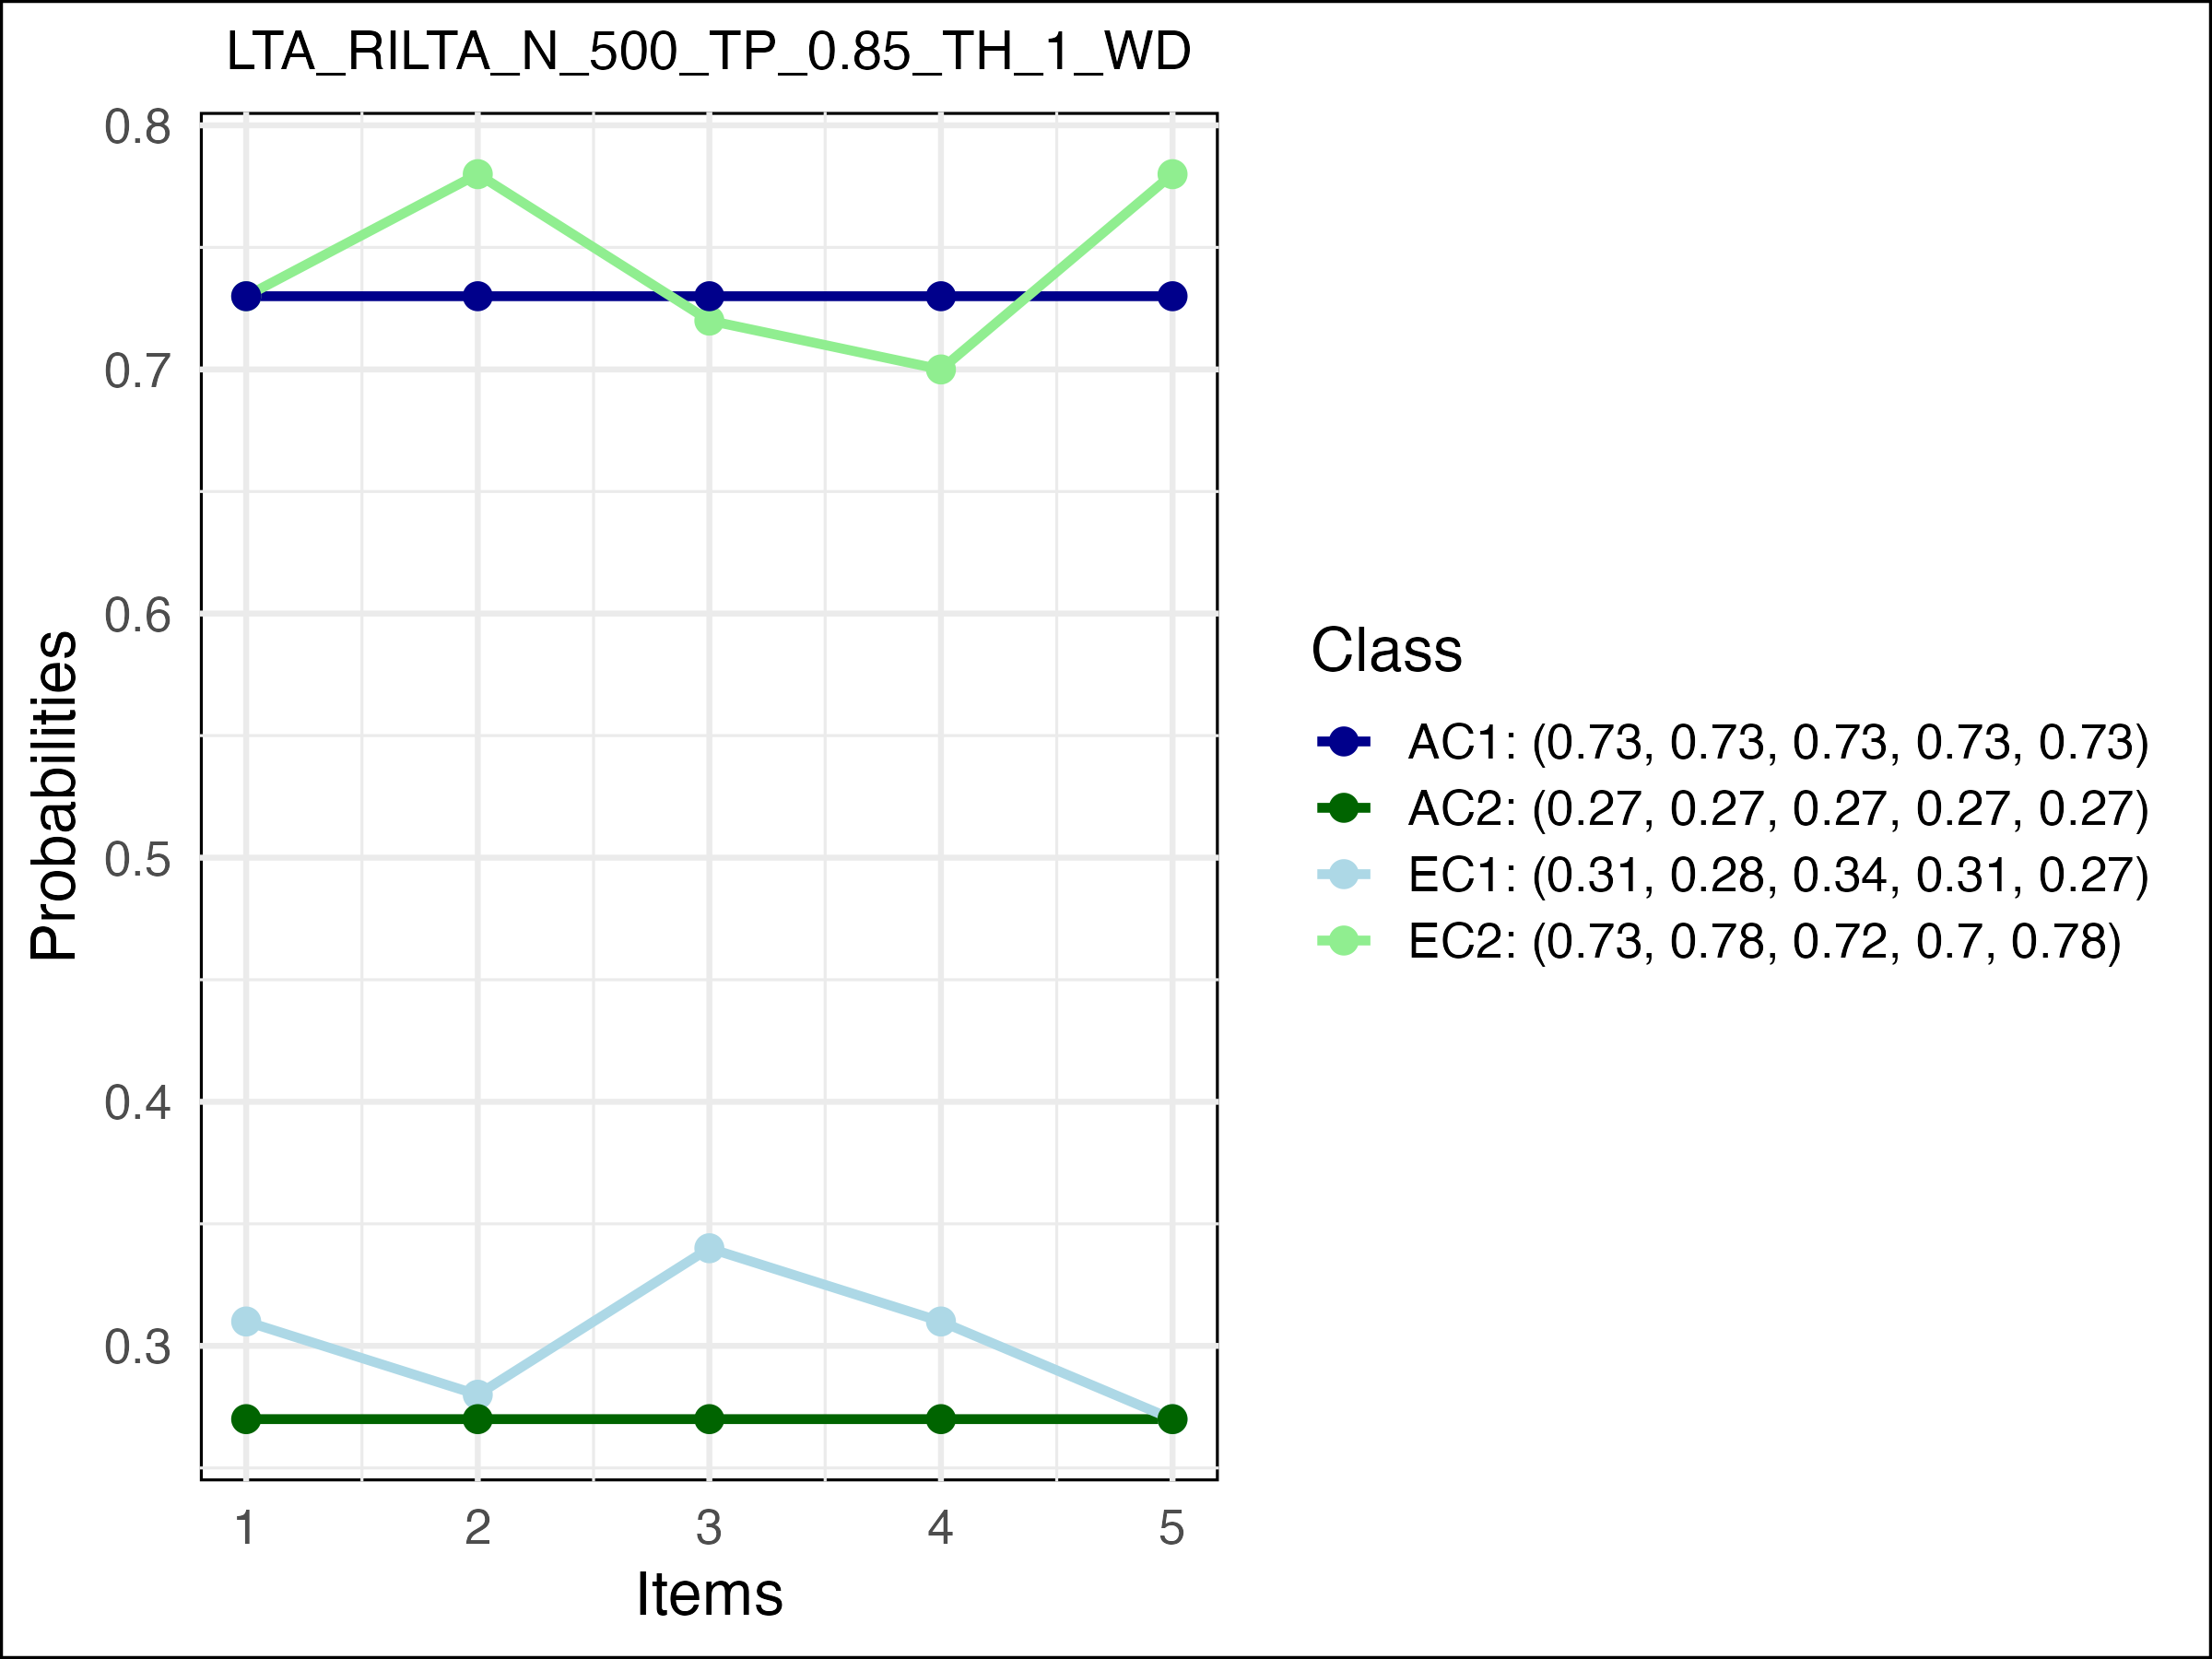 LTA_RILTA_N_500_TP_0.85_TH_1_WD
0.8
0.7
0.6
0.5
0.4
0.3
Probabilities
1 2 3 4 5
Items
Class
AC1: (0.73, 0.73, 0.73, 0.73, 0.73)
AC2: (0.27, 0.27, 0.27, 0.27, 0.27)
EC1: (0.31, 0.28, 0.34, 0.31, 0.27)
EC2: (0.73, 0.78, 0.72, 0.7, 0.78)